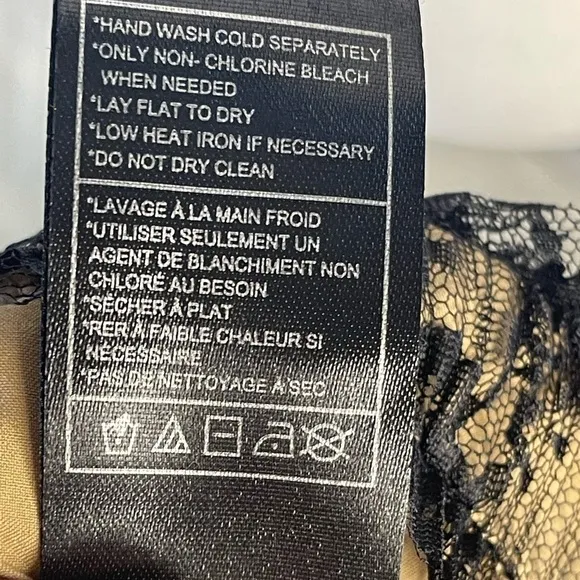 *HAND WASH COLD SEPARATELY
*ONLY NON- CHLORINE BLEACH
WHEN NEEDED
*LAY FLAT TO DRY
*LOW HEAT IRON IF NECESSARY
*DO NOT DRY CLEAN
*LAVAGE À LA MAIN FROID
*UTILISER SEULEMENT UN
AGENT DE BLANCHIMENT NON
CHLORÉ AU BESOIN
*SÉCHER À PLAT
*RER À FAIBLE CHALEUR SI
NÉCESSAIRE
*PAS DE NETTOYAGE A SEC